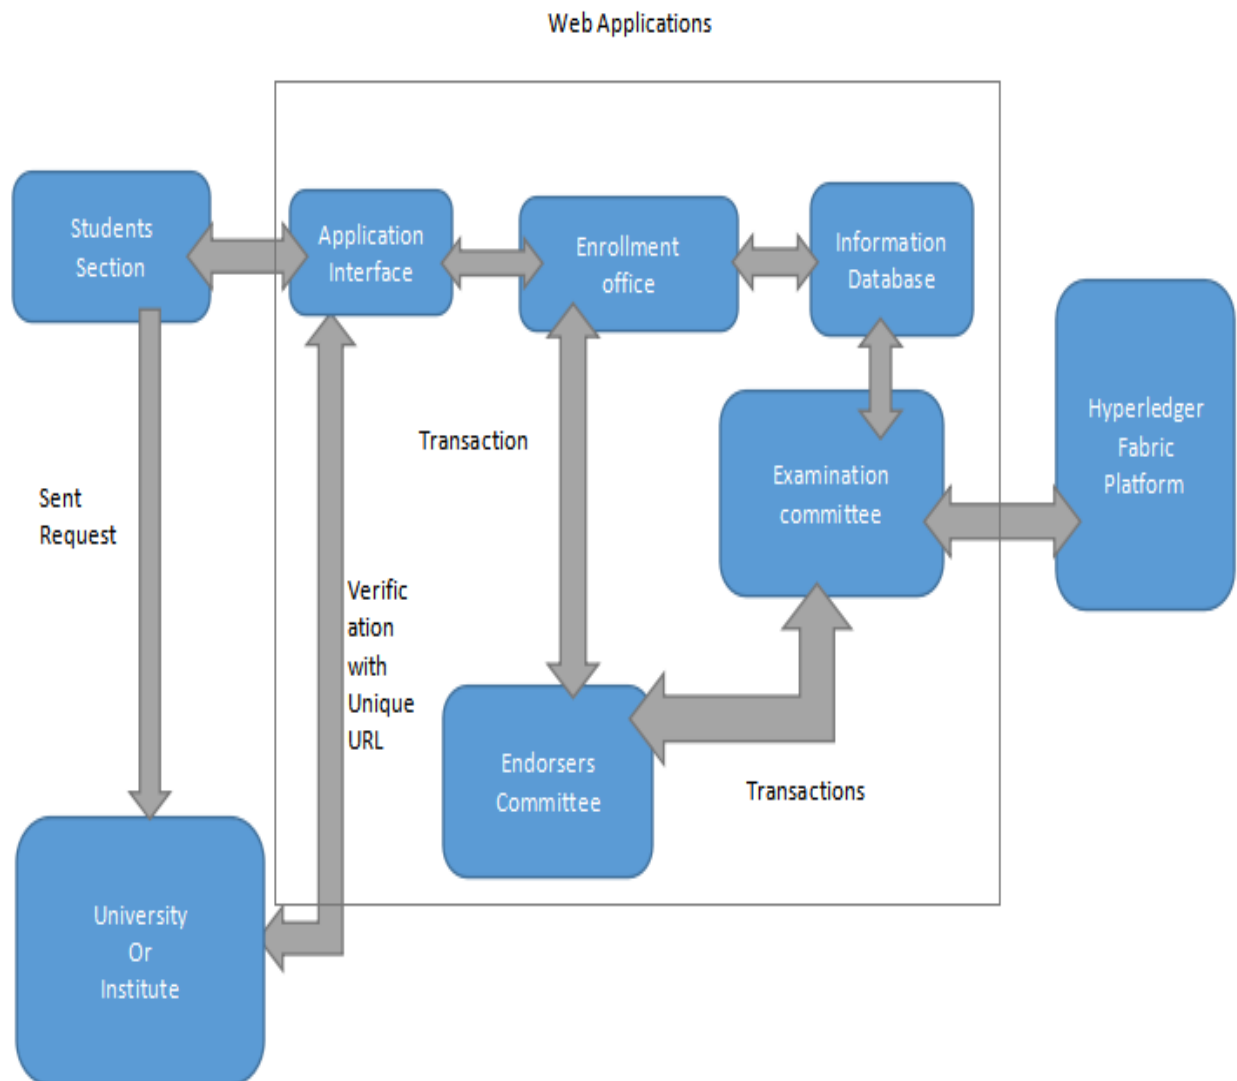 Web Applications
Students
Section
Application
Interface
Enrollment
office
Information
Database
Hyperledger
Fabric
Platform
Transaction
Examination
committee
Sent
Request
Verific
ation
with
Unique
URL
Endorsers
Committee
Transactions
University
Or
Institute